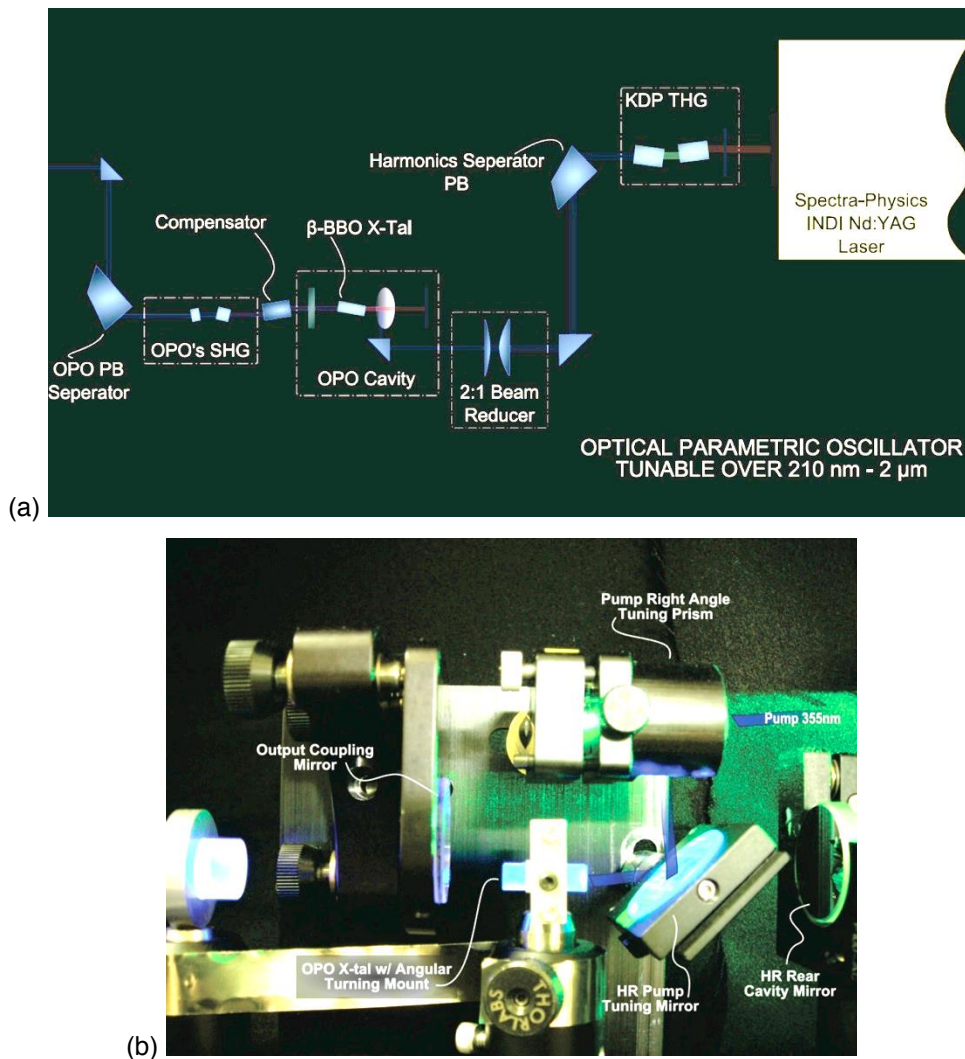 KDP THG
Harmonics Seperator
PB
Spectra-Physics
INDI Nd:YAG
Laser
Compensator
β-BBO X-Tal
OPO's SHG
OPO Cavity
OPO PB
Seperator
2:1 Beam
Reducer
OPTICAL PARAMETRIC OSCILLATOR
TUNABLE OVER 210 nm - 2 μm
(a)
Pump Right Angle
Tuning Prism
Pump 355nm
Output Coupling
Mirror
OPO X-tal w/ Angular
Turning Mount
THORLABS
HR Pump
Tuning Mirror
HR Rear
Cavity Mirror
(b)